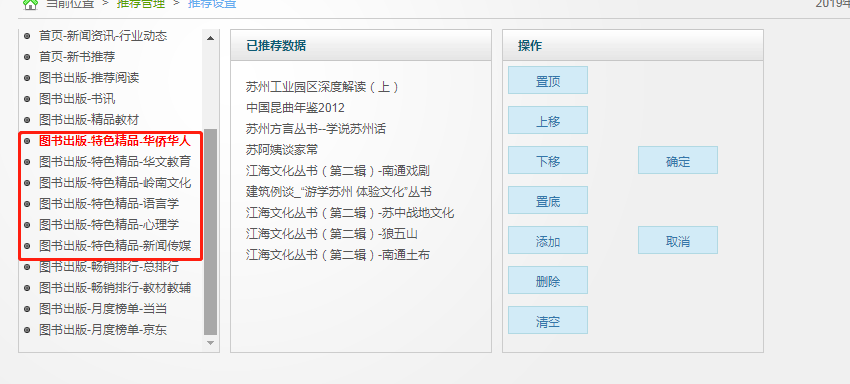 当前位置 > 推荐管理 > 推荐设置
2019年
首页-新闻资讯-行业动态
首页-新书推荐
图书出版-推荐阅读
图书出版-书讯
图书出版-精品教材
图书出版-特色精品-华侨华人
图书出版-特色精品-华文教育
图书出版-特色精品-岭南文化
图书出版-特色精品-语言学
图书出版-特色精品-心理学
图书出版-特色精品-新闻传媒
图书出版-畅销排行-总排行
图书出版-畅销排行-教材教辅
图书出版-月度榜单-当当
图书出版-月度榜单-京东
已推荐数据
苏州工业园区深度解读（上）
中国昆曲年鉴2012
苏州方言丛书--学说苏州话
苏阿姨谈家常
江海文化丛书（第二辑）-南通戏剧
建筑例谈_“游学苏州 体验文化”丛书
江海文化丛书（第二辑）-苏中战地文化
江海文化丛书（第二辑）-狼五山
江海文化丛书（第二辑）-南通土布
操作
置顶
上移
下移
确定
置底
添加
取消
删除
清空